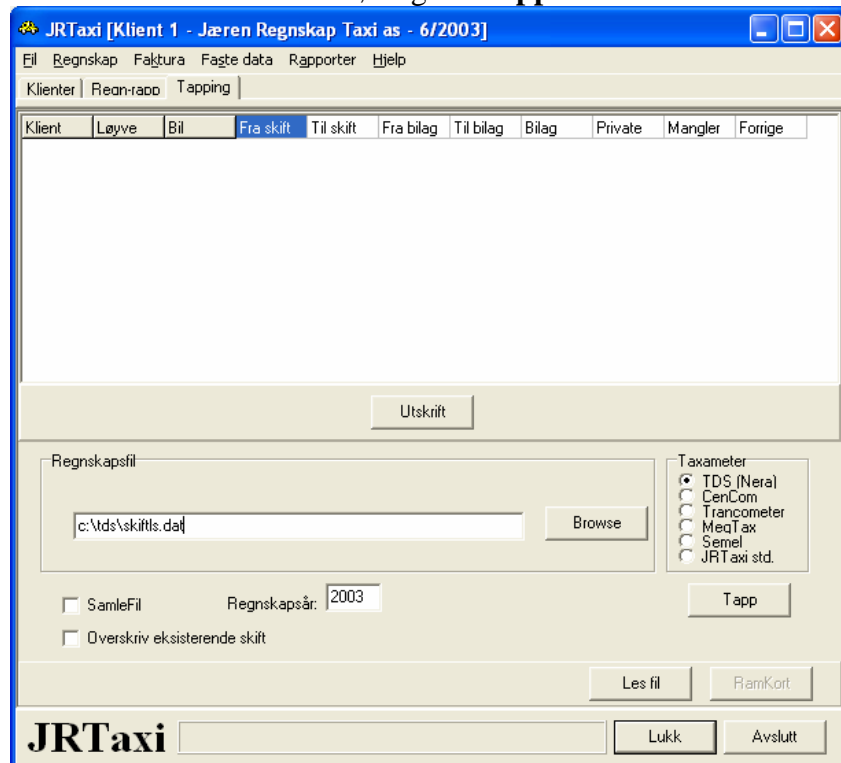 JRTaxi [Klient 1 - Jæren Regnskap Taxi as - 6/2003]
Fil Regnskap Faktura Faste data Rapporter Hjelp
Klienter Regn-rapp Tapping
Klient Løyve Bil Fra skift Til skift Fra bilag Til bilag Bilag Private Mangler Forrige
Utskrift
Regnskapsfil
c:\tds\skiftls.dat
Browse
Taxameter
TDS (Nera)
CenCom
Trancometer
MegTax
Semel
JRTaxi std.
SamleFil
Regnskapsår: 2003
Tapp
Overskriv eksisterende skift
Les fil RamKort
JRTaxi Lukk Avslutt